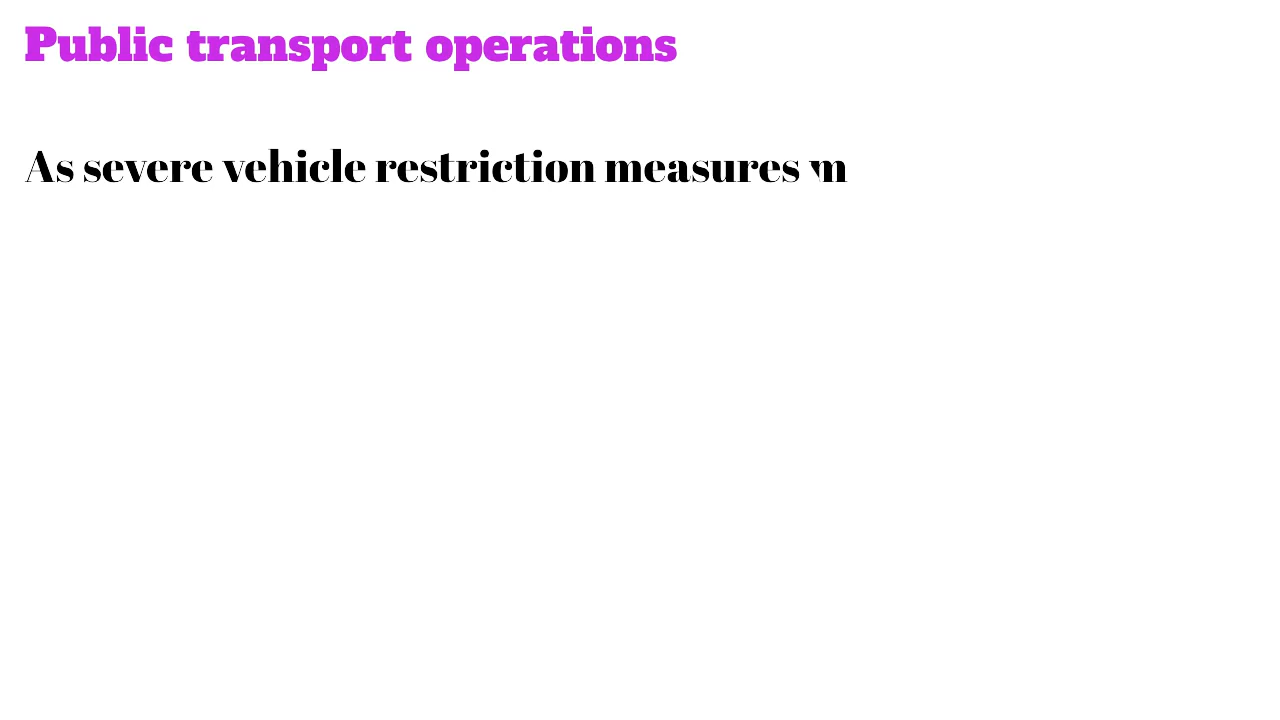 Public transport operations
As severe vehicle restriction measures